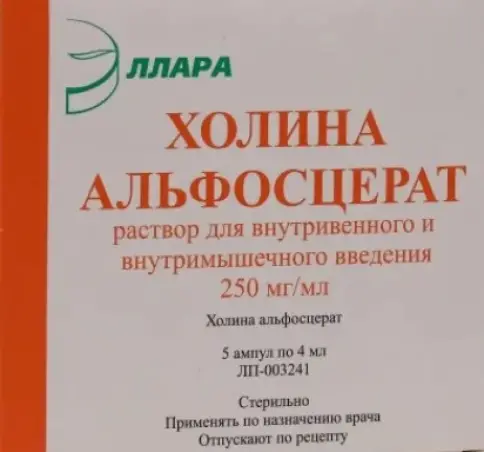 ЭЛЛАРА
ХОЛИНА
АЛЬФОСЦЕРАТ
раствор для внутривенного и
внутримышечного введения
250 мг/мл
Холина альфосцерат
5 ампул по 4 мл
ЛП-003241
Стерильно
Применять по назначению врача
Отпускают по рецепту